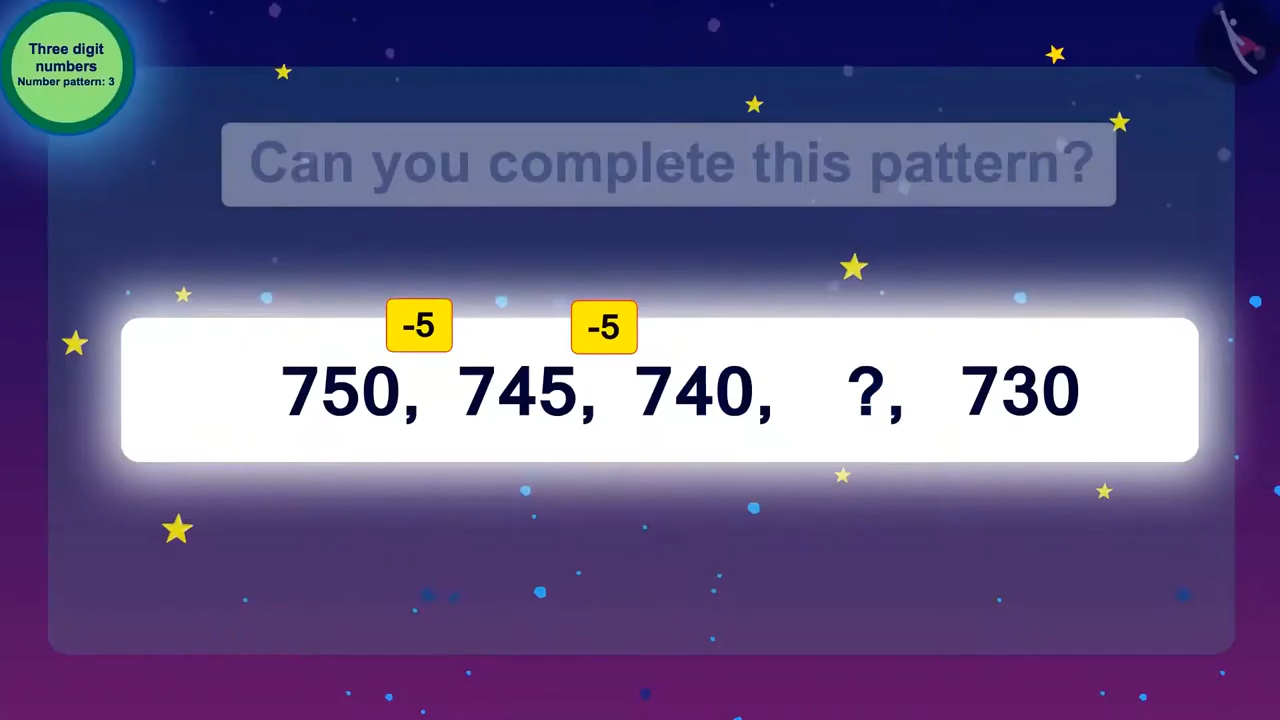 Three digit
numbers
Number pattern: 3
Can you complete this pattern?
-5 -5
750, 745, 740, ?, 730